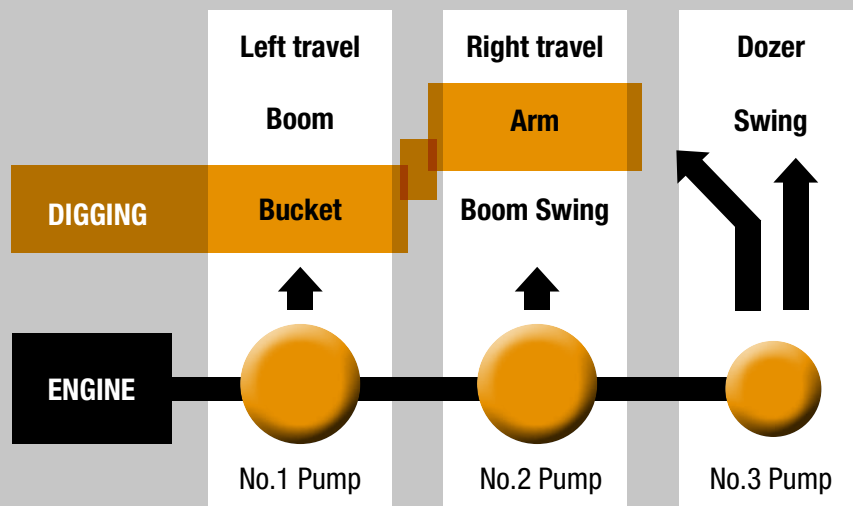 Left travel
Right travel
Dozer
Boom
Arm
Swing
DIGGING
Bucket
Boom Swing
ENGINE
No.1 Pump
No.2 Pump
No.3 Pump